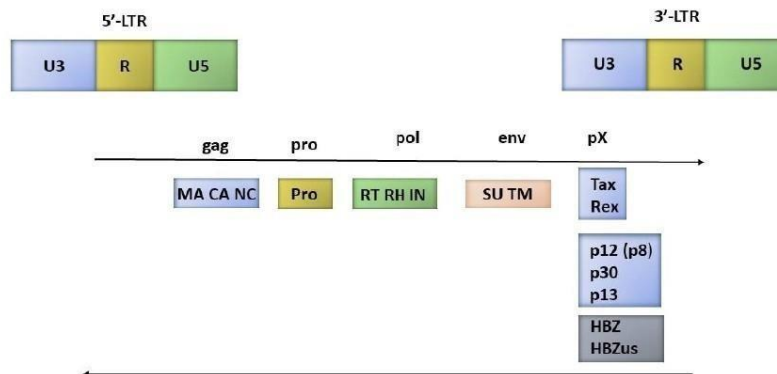 5'-LTR
3'-LTR
U3 R U5
U3 R U5
gag pro pol env pX
MA CA NC
Pro
RT RH IN
SU TM
Tax
Rex
p12 (p8)
p30
p13
HBZ
HBZus